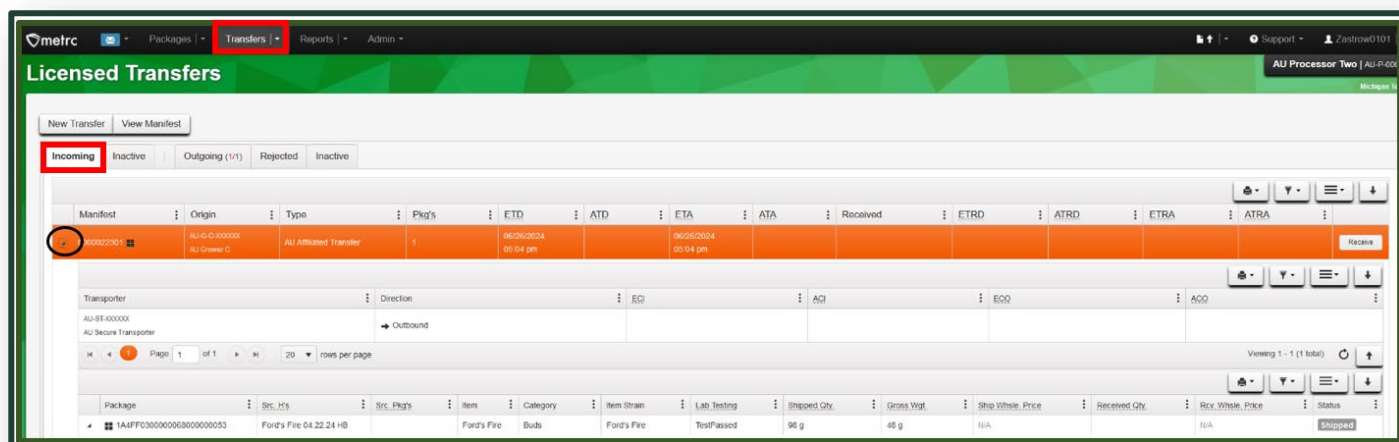 metrc Packages | Transfers | Reports | Admin Support Zastrow0101
Licensed Transfers
AU Processor Two | AU-P-000
New Transfer View Manifest
Incoming Inactive | Outgoing (1/1) Rejected Inactive
Manifest Origin Type Pkg's ETD ATD ETA ATA Received ETRD ATRD ETRA ATRA
AU-G-C-XXXXXX 06/26/2024 06/26/2024
AU Affiliated Transfer 1 Receive
AU Grower C 05:04 pm 05:04 pm
Transporter Direction ECI ACI ECO ACO
AU-ST-XXXXXX
AU Secure Transporter
Outbound
1 Page 1 of 1 20 rows per page Viewing 1 - 1 (1 total)
Package Src. H's Src. Pkg's Item Category Item Strain Lab Testing Shipped Qty. Gross Wgt. Ship Whsle. Price Received Qty. Rcv. Whsle. Price Status
1A4FF0300000068000000053 Ford's Fire 04.22.24 HB Ford's Fire Buds Ford's Fire TestPassed 98 g 46 g N/A N/A Shipped